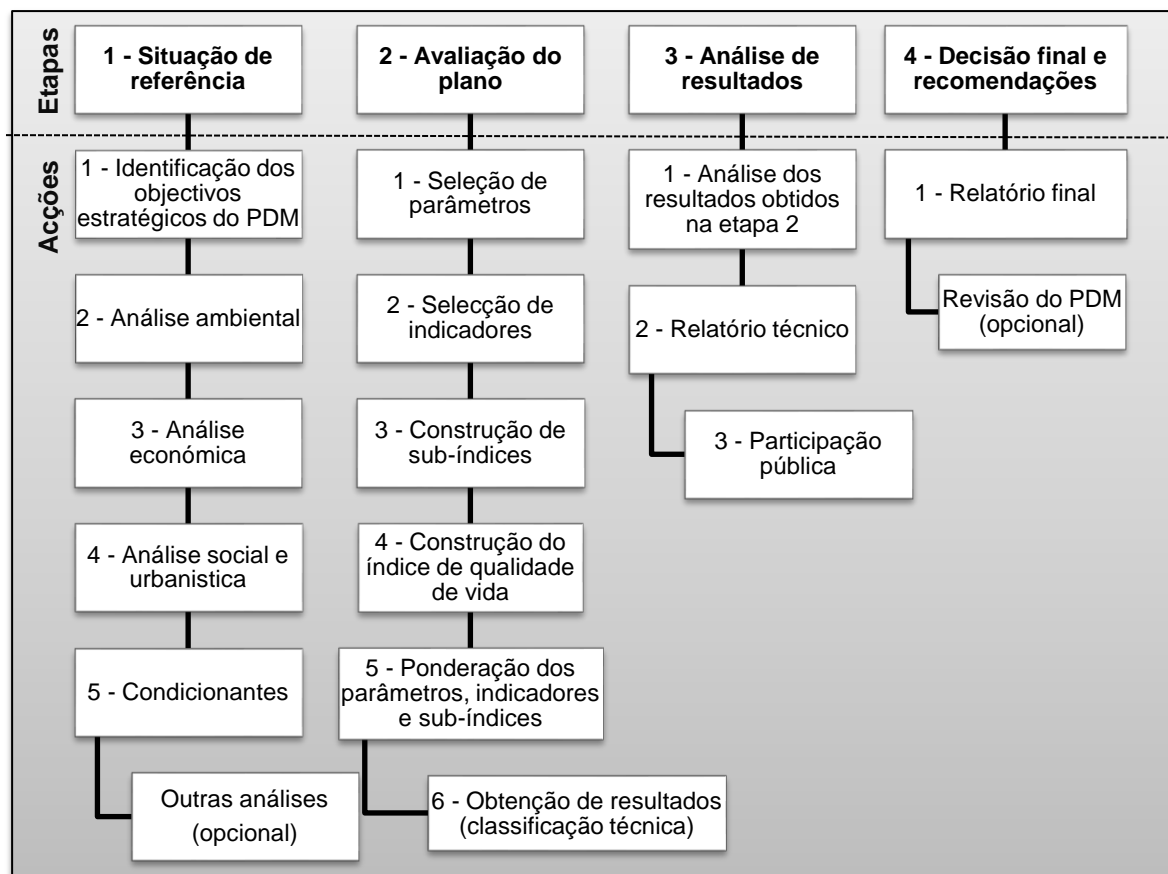 Etapas
1 - Situação de
referência
2 - Avaliação do
plano
3 - Análise de
resultados
4 - Decisão final e
recomendações
Acções
1 - Identificação dos
objectivos
estratégicos do PDM
2 - Análise ambiental
3 - Análise
económica
4 - Análise social e
urbanistica
5 - Condicionantes
Outras análises
(opcional)
1 - Seleção de
parâmetros
2 - Selecção de
indicadores
3 - Construção de
sub-índices
4 - Construção do
índice de qualidade
de vida
5 - Ponderação dos
parâmetros, indicadores
e sub-índices
6 - Obtenção de resultados
(classificação técnica)
1 - Análise dos
resultados obtidos
na etapa 2
2 - Relatório técnico
3 - Participação
pública
1 - Relatório final
Revisão do PDM
(opcional)